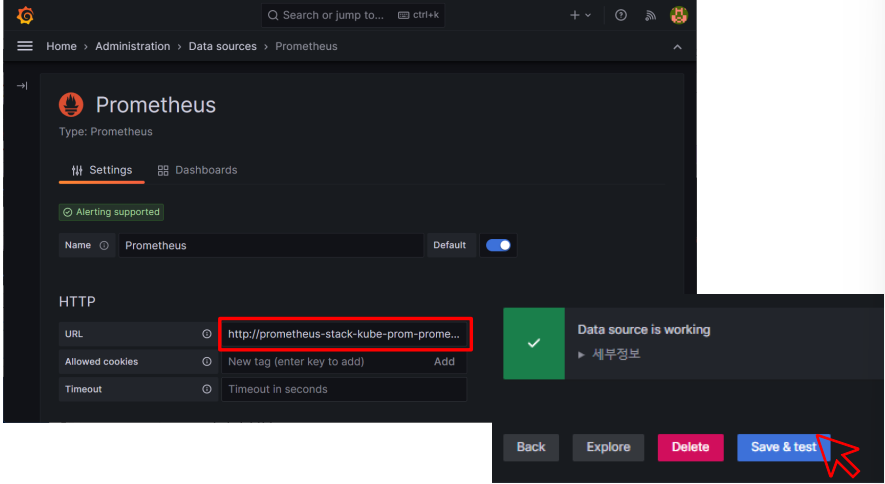 Search or jump to... ctrl+k
Home › Administration › Data sources › Prometheus
Prometheus
Type: Prometheus
Settings Dashboards
Alerting supported
Name Prometheus Default
HTTP
URL http://prometheus-stack-kube-prom-prome...
Allowed cookies New tag (enter key to add) Add
Timeout Timeout in seconds
Data source is working
▸ 세부정보
Back Explore Delete Save & test